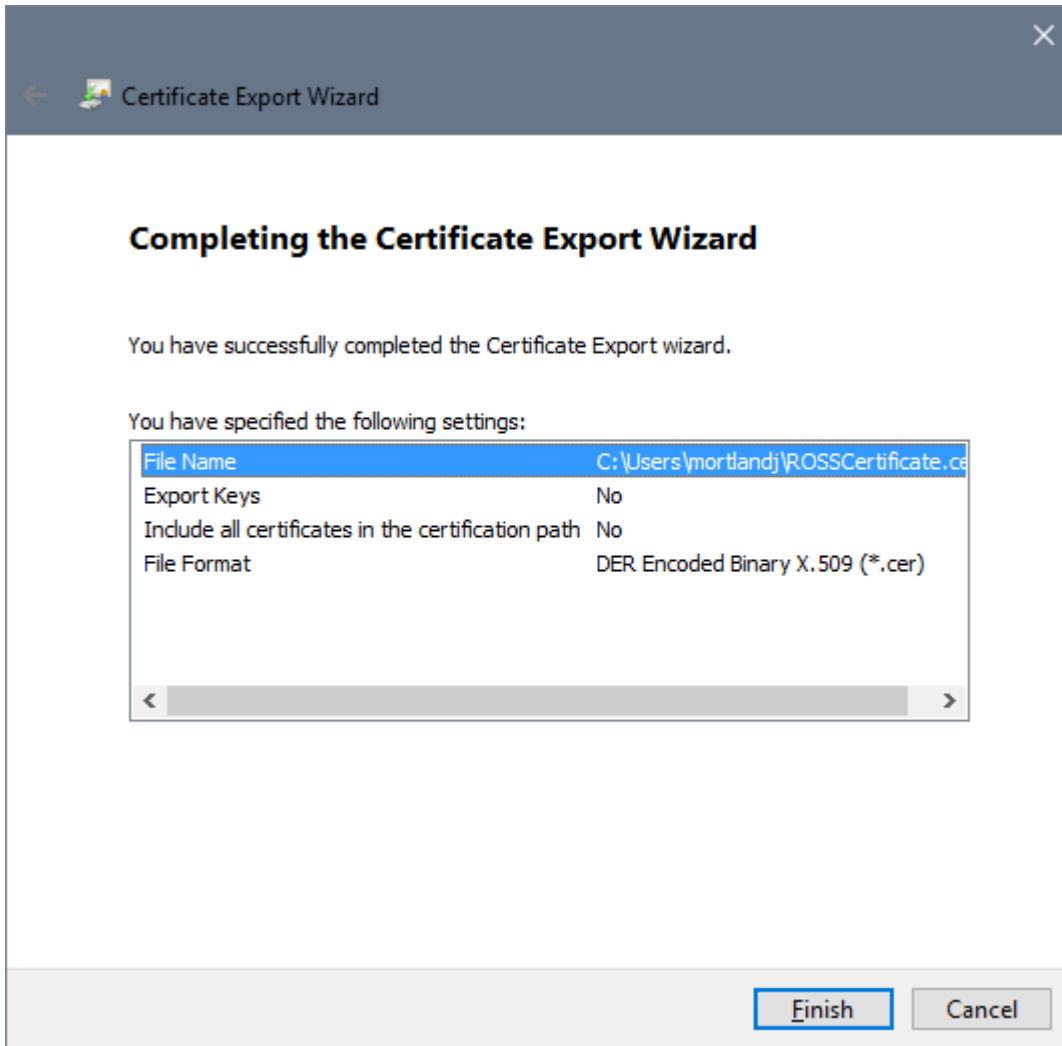 Certificate Export Wizard
Completing the Certificate Export Wizard
You have successfully completed the Certificate Export wizard.
You have specified the following settings:
File Name C:\Users\mortlandj\ROSSCertificate.ce
Export Keys No
Include all certificates in the certification path No
File Format DER Encoded Binary X.509 (*.cer)
Finish Cancel